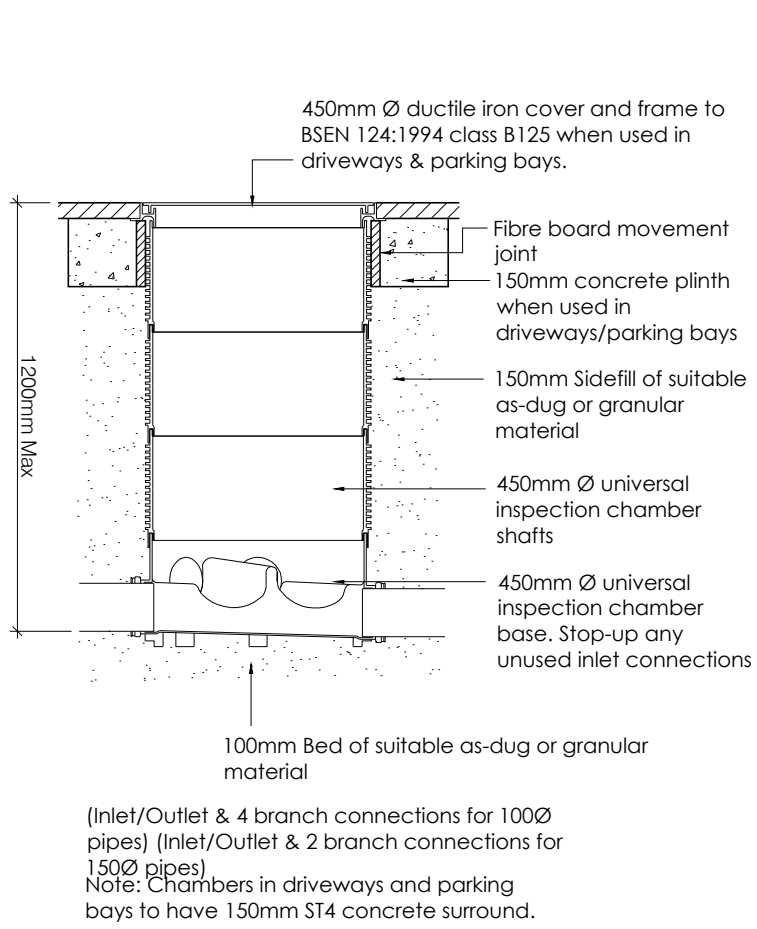 450mm Ø ductile iron cover and frame to
BSEN 124:1994 class B125 when used in
driveways & parking bays.
Fibre board movement
joint
150mm concrete plinth
when used in
driveways/parking bays
1200mm Max
150mm Sidefill of suitable
as-dug or granular
material
450mm Ø universal
inspection chamber
shafts
450mm Ø universal
inspection chamber
base. Stop-up any
unused inlet connections
100mm Bed of suitable as-dug or granular
material
(Inlet/Outlet & 4 branch connections for 100Ø
pipes) (Inlet/Outlet & 2 branch connections for
150Ø pipes)
Note: Chambers in driveways and parking
bays to have 150mm ST4 concrete surround.